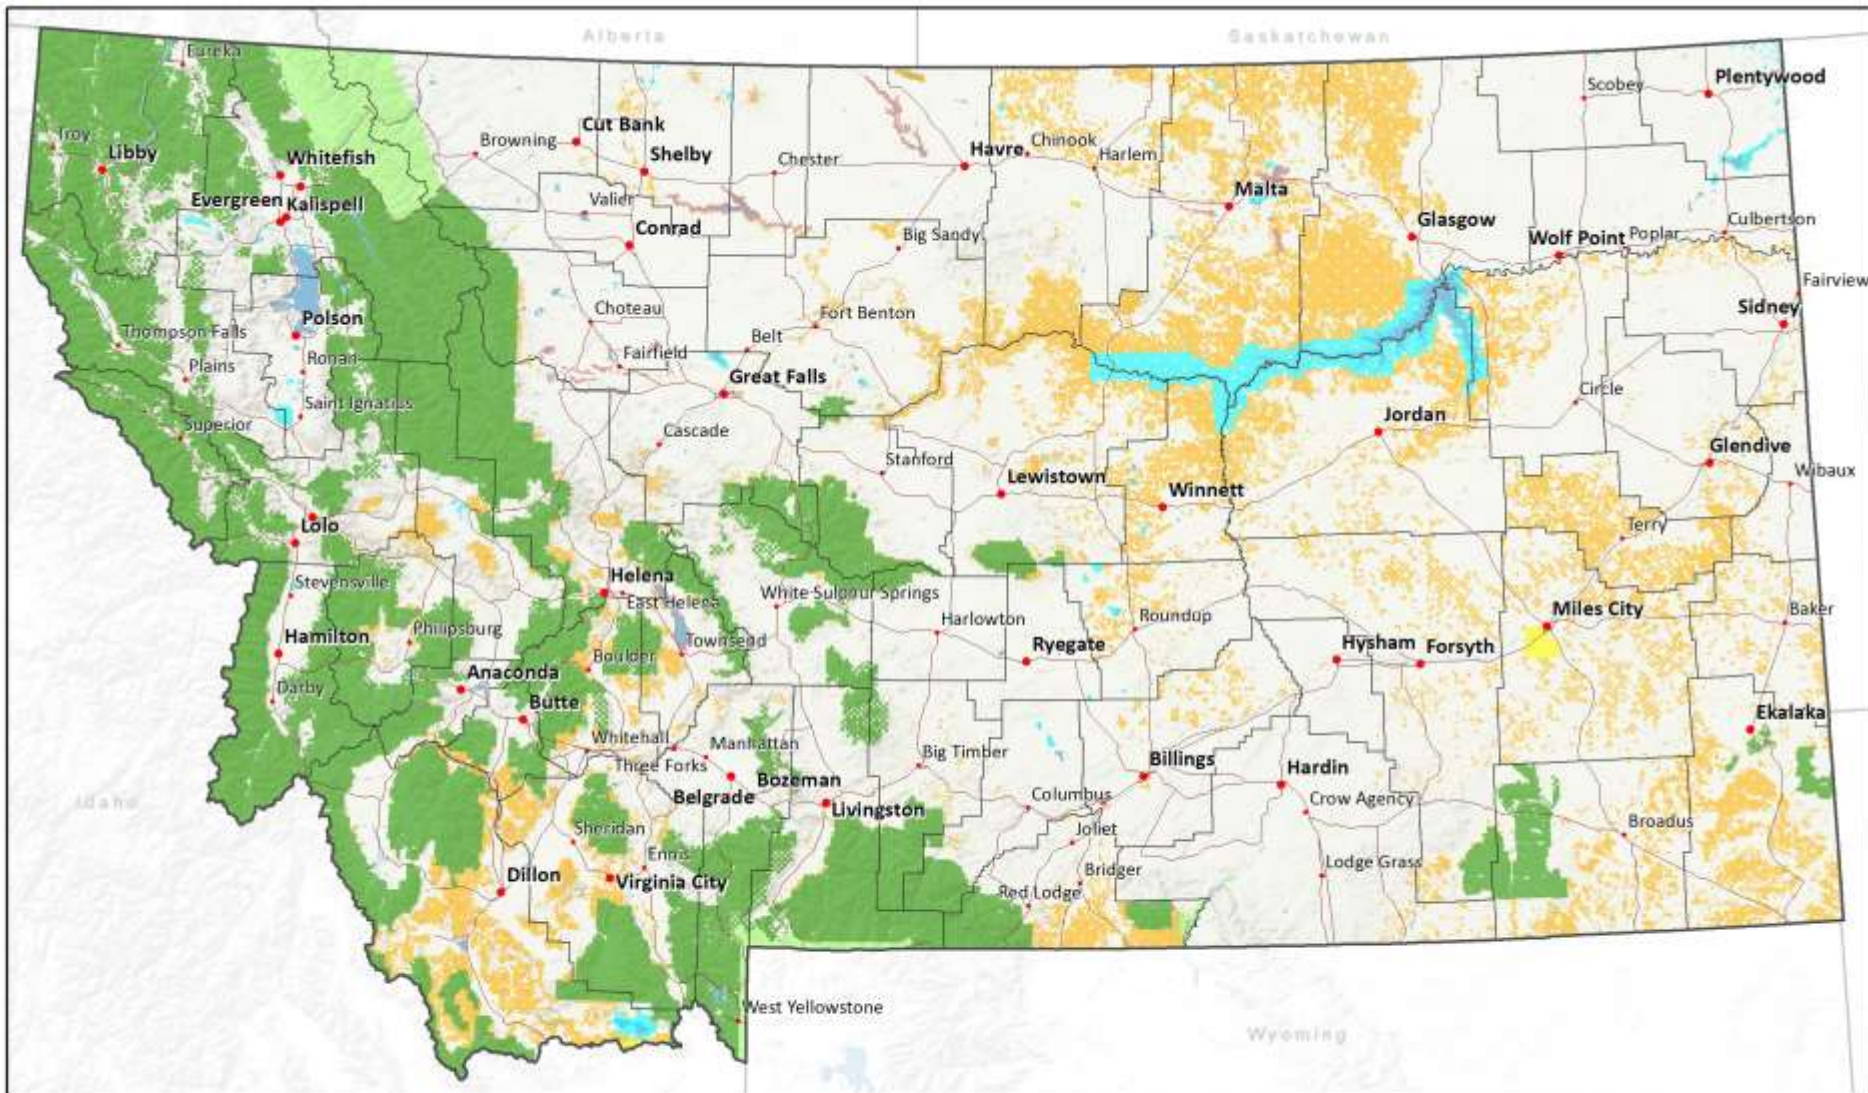 Alberta
Saskatchewan
Eureka
Scobey
Plentywood
Troy
Libby
Whitefish
Browning
Cut Bank
Shelby
Chester
Havre
Chinook
Harlem
Malta
Evergreen
Kalispell
Valier
Conrad
Big Sandy
Glasgow
Wolf Point
Poplar
Culbertson
Polson
Thompson Falls
Choteau
Fort Benton
Fairview
Sidney
Plains
Ronan
Fairfield
Belt
Great Falls
Circle
Saint Ignatius
Superior
Cascade
Stanford
Jordan
Glendive
Wibaux
Lewistown
Winnett
Terry
Lolo
Stevensville
Helena
East Helena
White Sulphur Springs
Harlowton
Roundup
Miles City
Baker
Hamilton
Philipsburg
Boulder
Townsend
Ryegate
Hysham
Forsyth
Darby
Anaconda
Butte
Ekalaka
Whitehall
Three Forks
Manhattan
Belgrade
Bozeman
Livingston
Big Timber
Billings
Hardin
Idaho
Columbus
Crow Agency
Joliet
Broadus
Sheridan
Ennis
Dillon
Virginia City
Red Lodge
Bridger
Lodge Grass
West Yellowstone
Wyoming